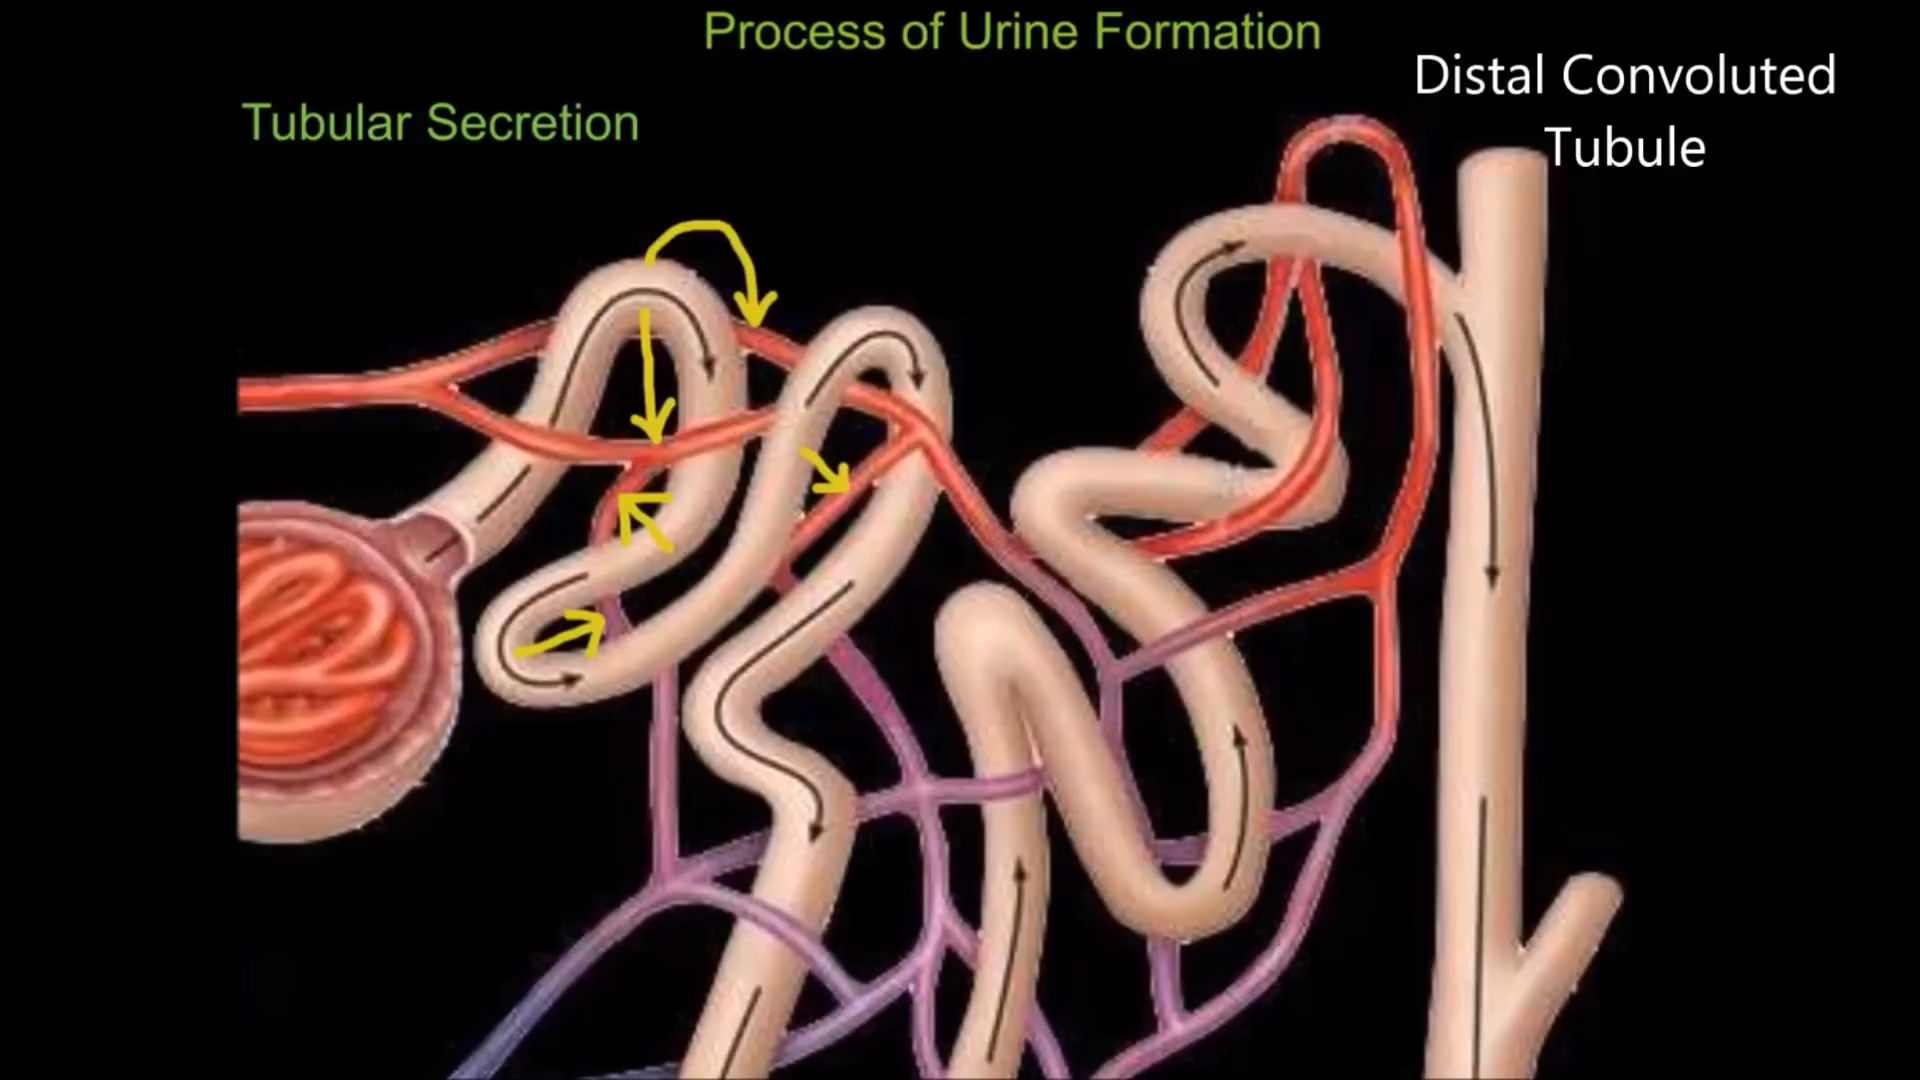 Process of Urine Formation
Distal Convoluted
Tubule
Tubular Secretion